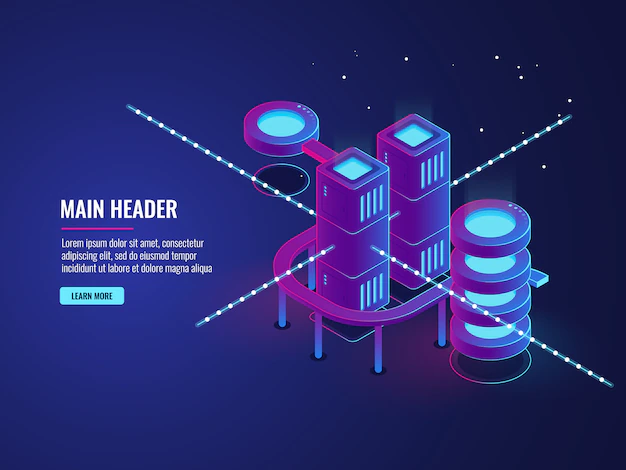 MAIN HEADER
Lorem ipsum dolor sit amet, consectetur
adipiscing elit, sed do eiusmod tempor
incididunt ut labore et dolore magna aliqua
LEARN MORE